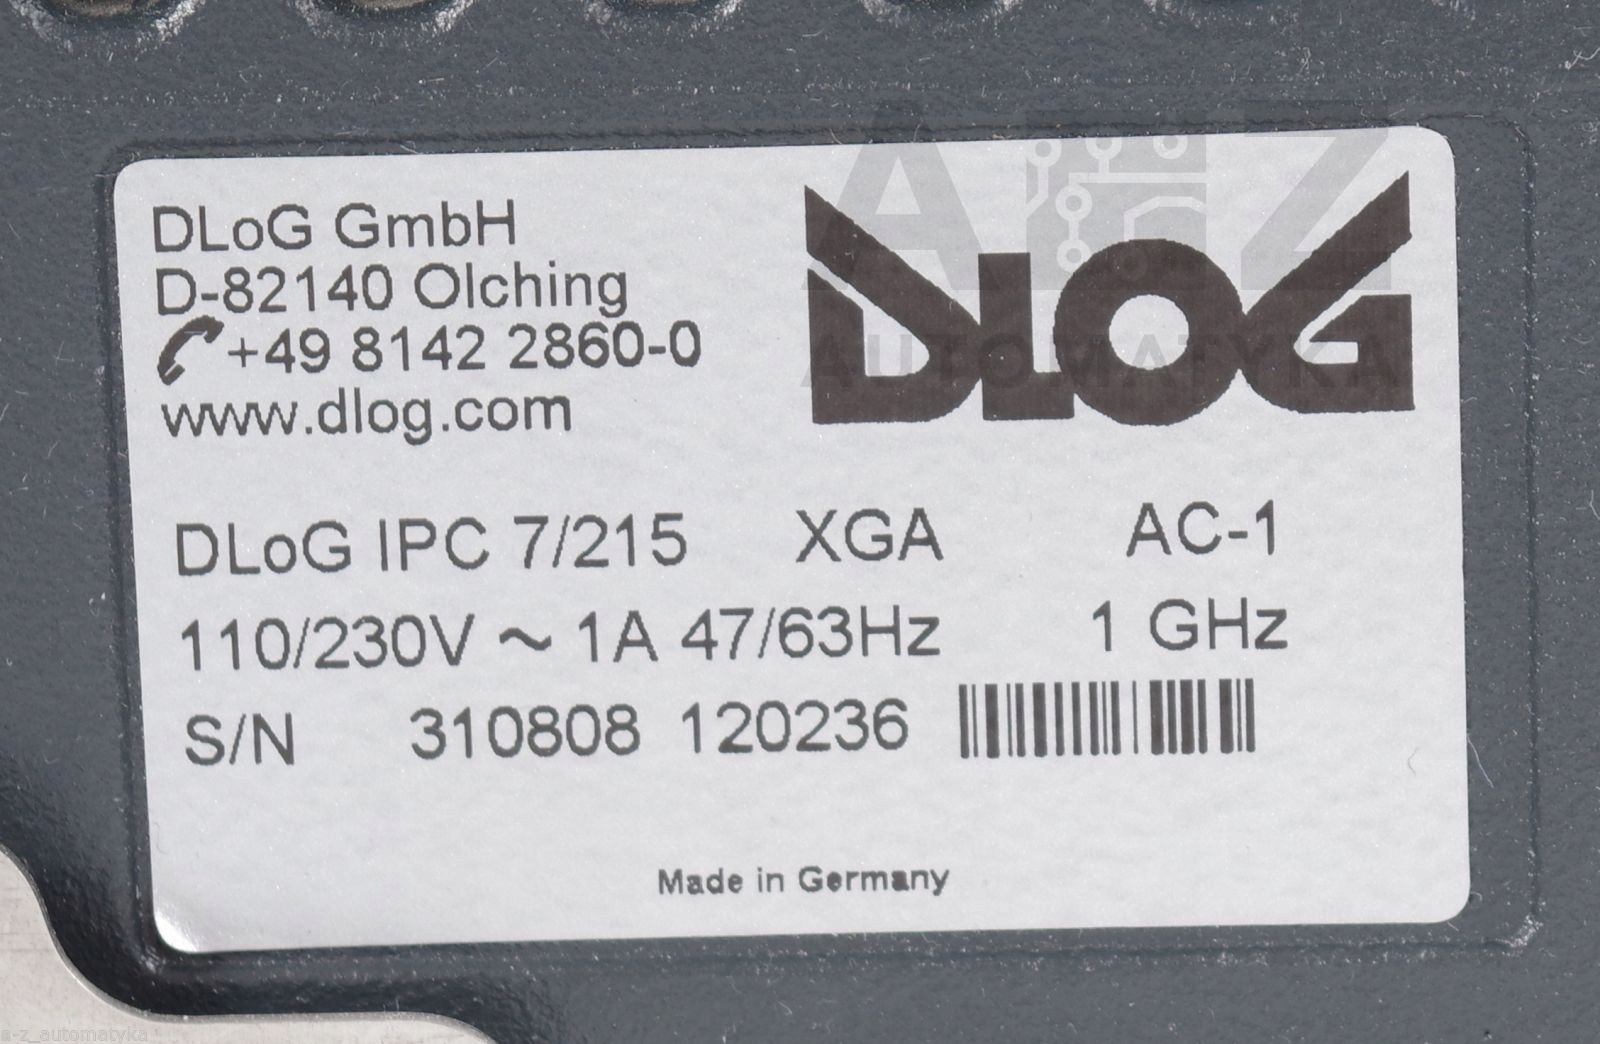 DLoG GmbH
D-82140 Olching
+49 8142 2860-0
www.dlog.com
DLOG
A-Z
AUTOMATYKA
DLoG IPC 7/215 XGA AC-1
110/230V ~ 1A 47/63Hz 1 GHz
S/N 310808 120236
Made in Germany
a-z_automatyka